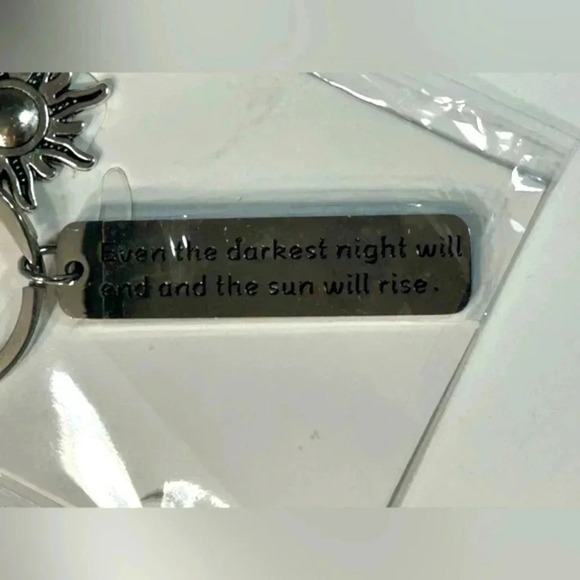 Even the darkest night will
end and the sun will rise.